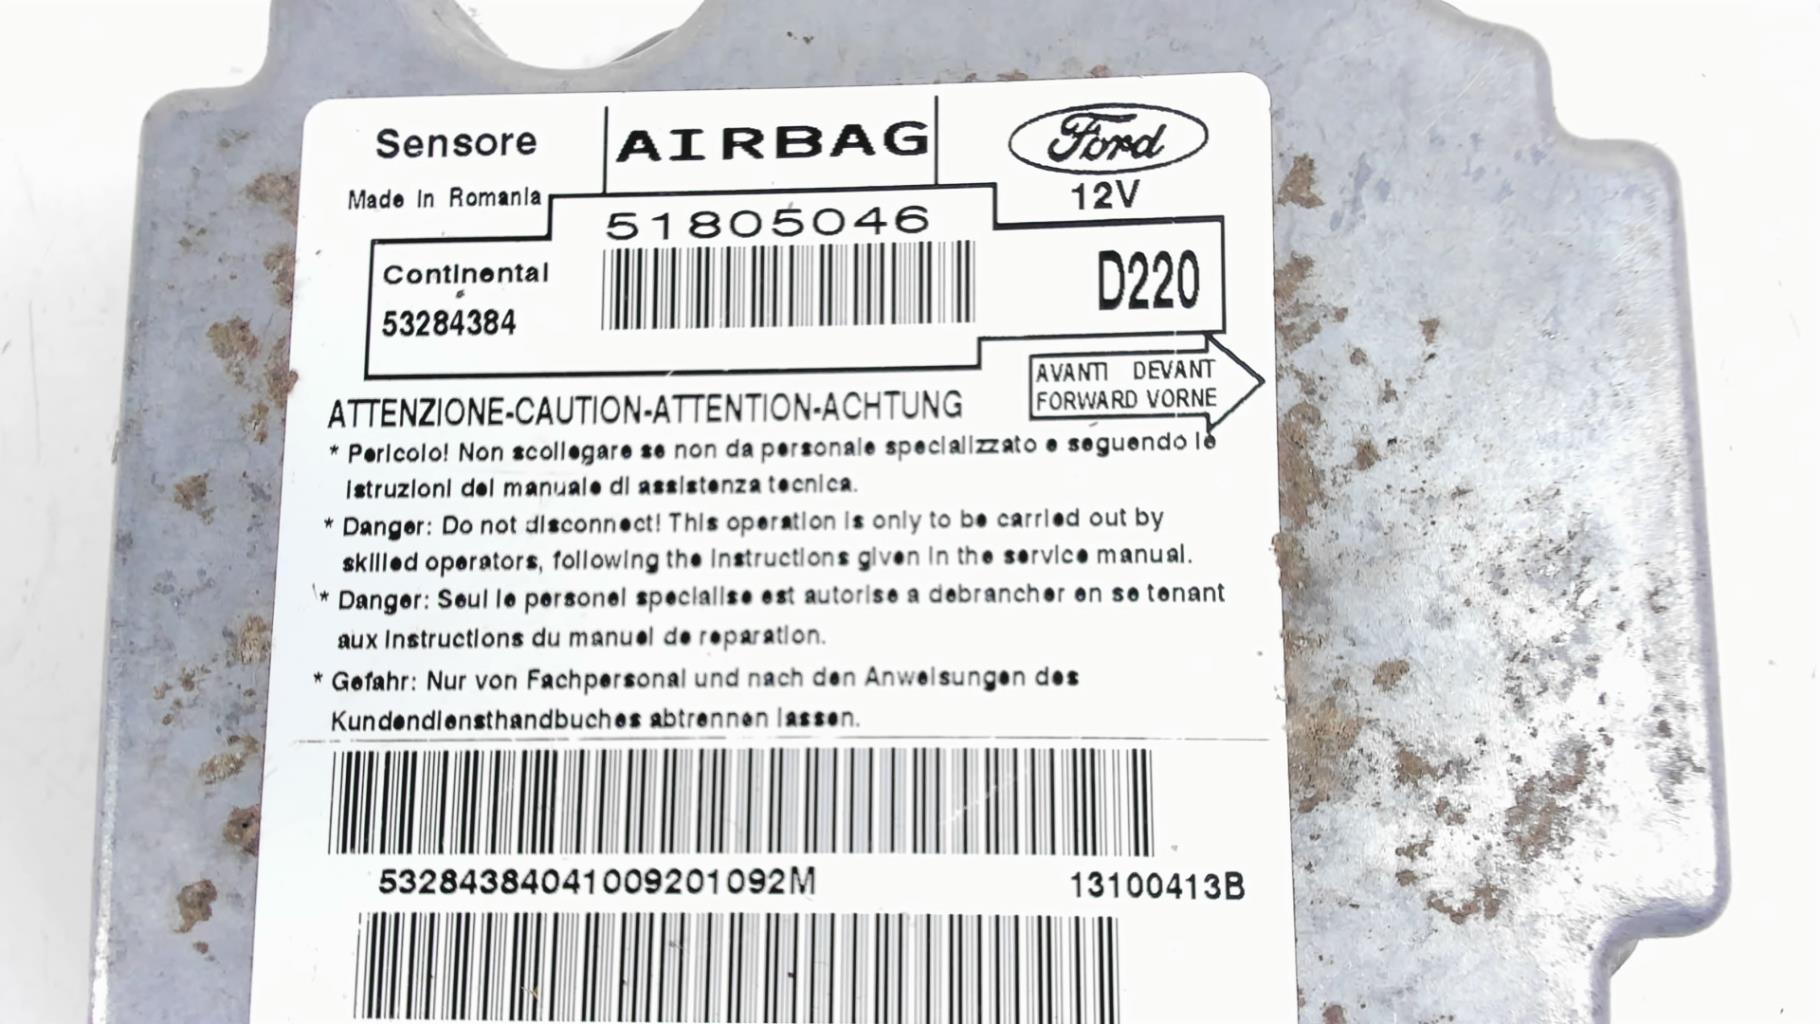 Sensore
AIRBAG
Ford
Made in Romania
12V
51805046
Continental
53284384
D220
AVANTI DEVANT
FORWARD VORNE
ATTENZIONE-CAUTION-ATTENTION-ACHTUNG
* Pericolo! Non scollegare se non da personale specializzato e seguendo le
istruzioni del manuale di assistenza tecnica.
* Danger: Do not disconnect! This operation is only to be carried out by
skilled operators, following the instructions given in the service manual.
* Danger: Seul le personel specialise est autorise a debrancher en se tenant
aux instructions du manuel de reparation.
* Gefahr: Nur von Fachpersonal und nach den Anweisungen des
Kundendiensthandbuches abtrennen lassen.
53284384041009201092M
13100413B